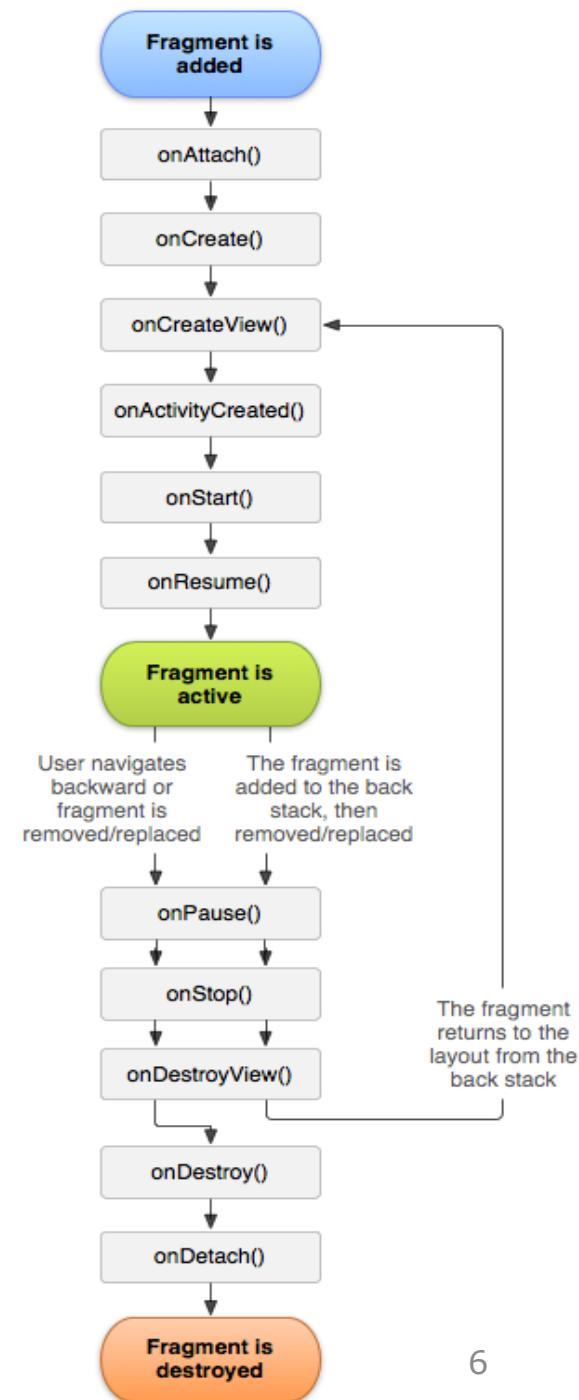 Fragment is
added
onAttach()
onCreate()
onCreateView()
onActivityCreated()
onStart()
onResume()
Fragment is
active
User navigates
backward or
fragment is
removed/replaced
The fragment is
added to the back
stack, then
removed/replaced
onPause()
onStop()
onDestroyView()
The fragment
returns to the
layout from the
back stack
onDestroy()
onDetach()
Fragment is
destroyed
6